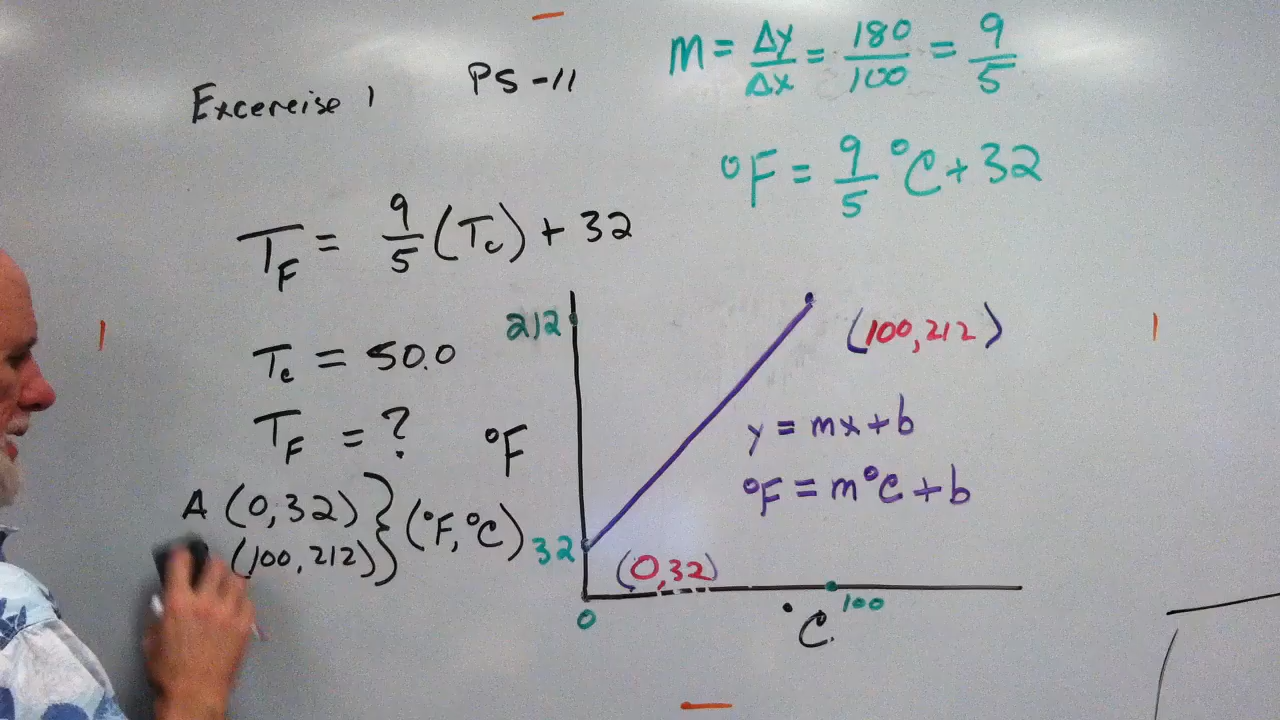 Excercise 1
PS-11
m = Δy/Δx = 180/100 = 9/5
°F = 9/5 °C + 32
T_F = 9/5 (T_c) + 32
T_c = 50.0
T_F = ?
A (0,32) } (°F, °C)
(100,212)
°F
212
32
0
100
°C
(100,212)
y = mx + b
°F = m°C + b
(0,32)